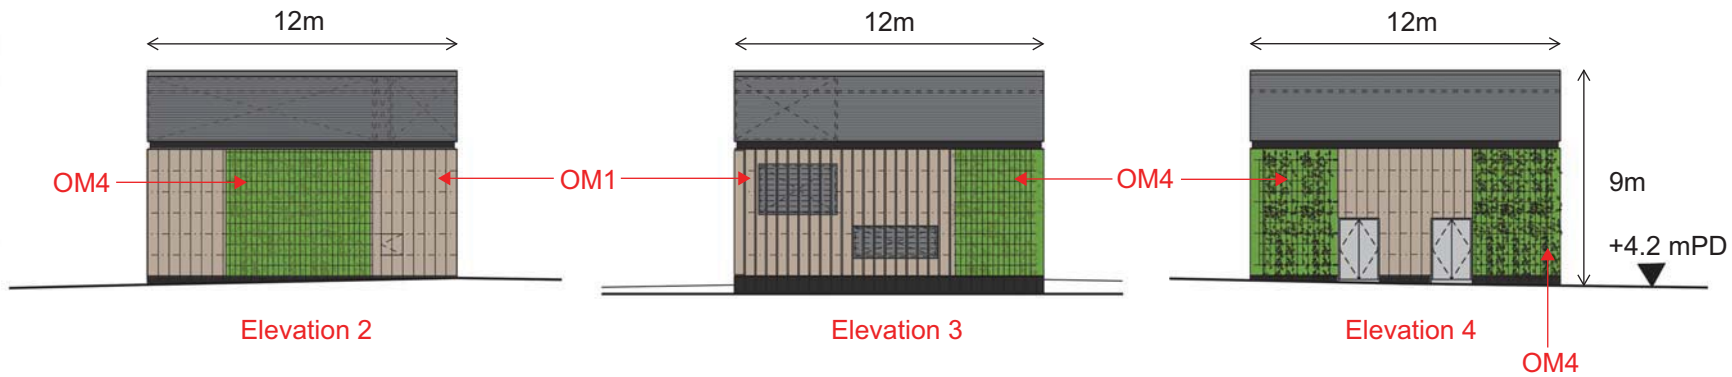 12m
12m
12m
OM4
OM1
OM4
9m
+4.2 mPD
Elevation 2
Elevation 3
Elevation 4
OM4